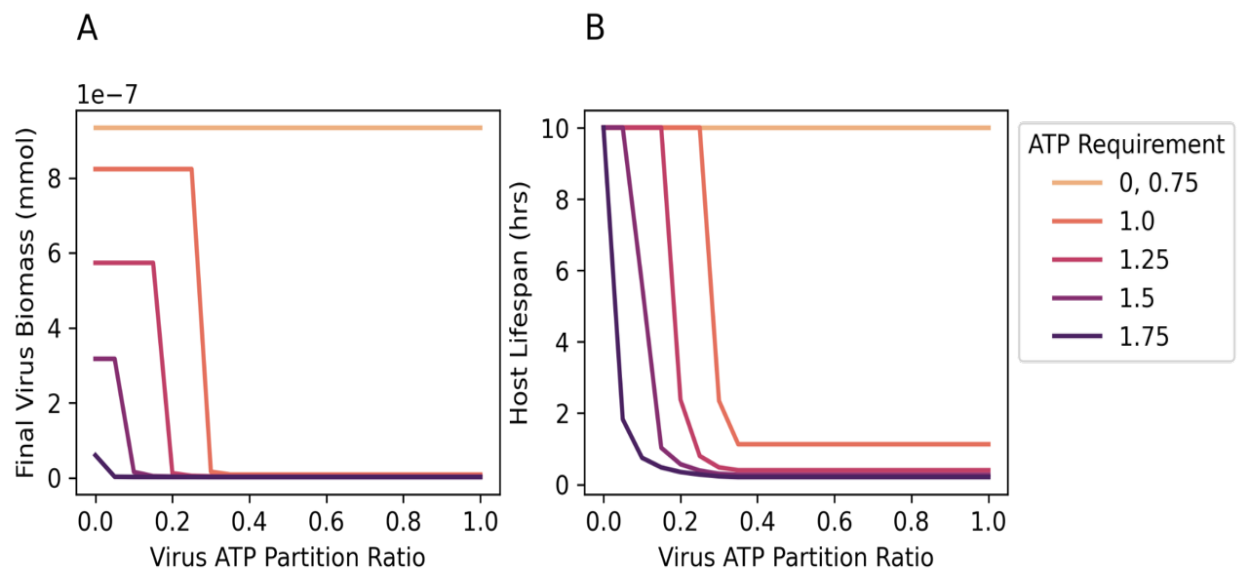 A
1e−7
Final Virus Biomass (mmol)
8
6
4
2
0
0.0 0.2 0.4 0.6 0.8 1.0
Virus ATP Partition Ratio
B
Host Lifespan (hrs)
10
8
6
4
2
0
0.0 0.2 0.4 0.6 0.8 1.0
Virus ATP Partition Ratio
ATP Requirement
0, 0.75
1.0
1.25
1.5
1.75